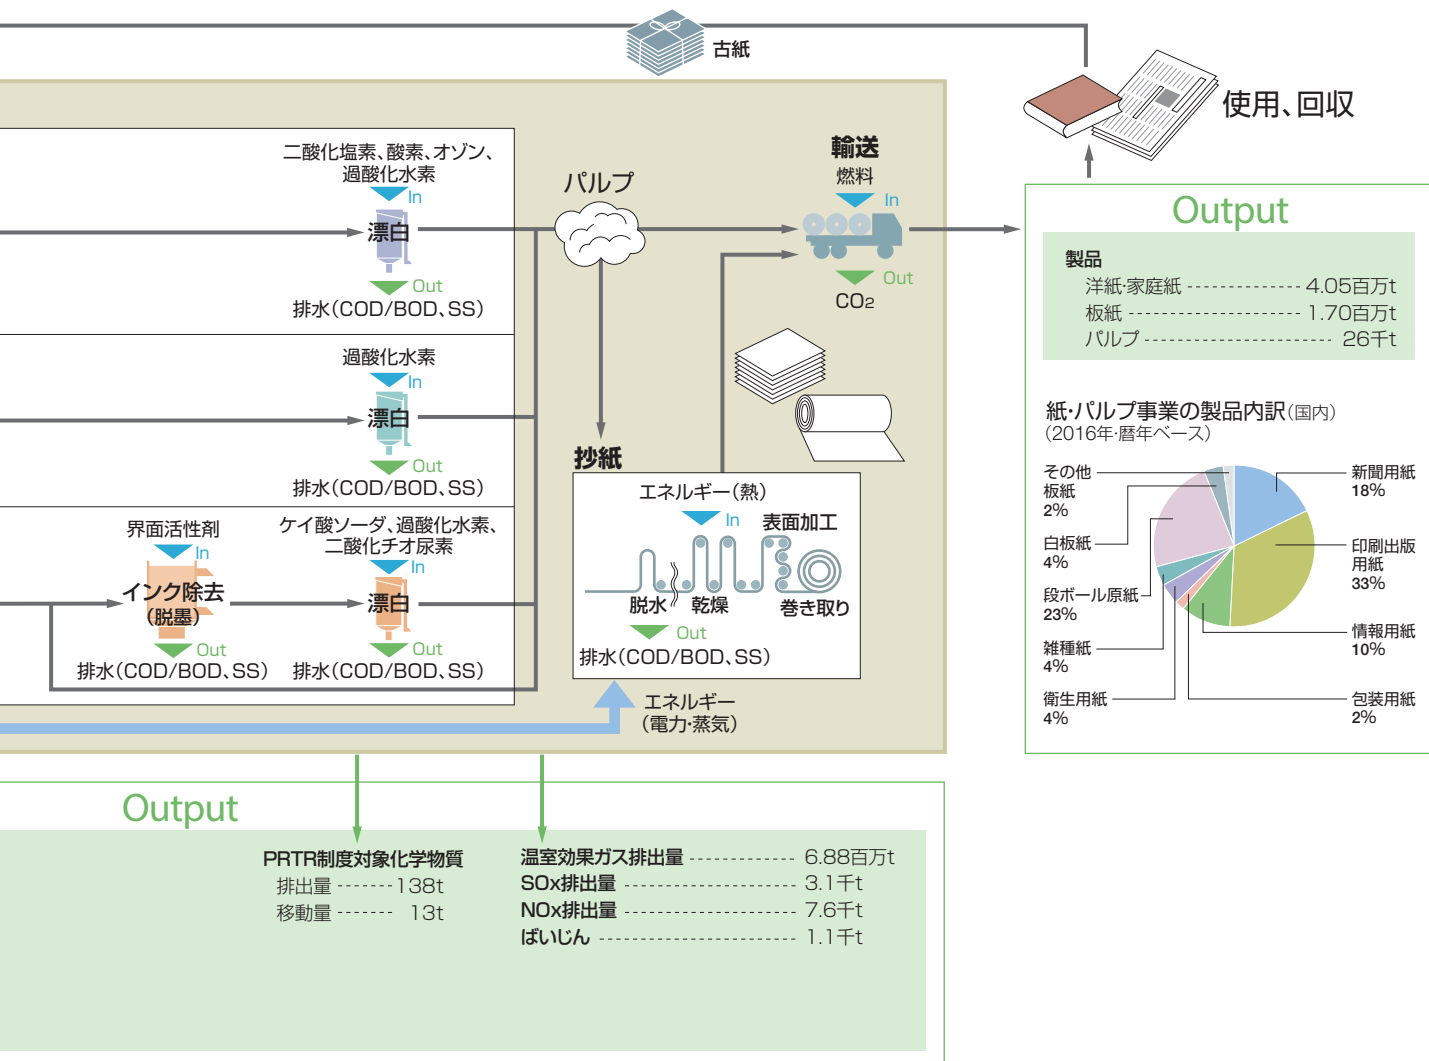 古紙
使用、回収
二酸化塩素、酸素、オゾン、
過酸化水素
In
漂白
Out
排水(COD/BOD、SS)
パルプ
輸送
燃料
In
Out
CO2
過酸化水素
In
漂白
Out
排水(COD/BOD、SS)
界面活性剤
In
インク除去
(脱墨)
Out
排水(COD/BOD、SS)
ケイ酸ソーダ、過酸化水素、
二酸化チオ尿素
In
漂白
Out
排水(COD/BOD、SS)
抄紙
エネルギー(熱)
In
表面加工
脱水
乾燥
巻き取り
Out
排水(COD/BOD、SS)
エネルギー
(電力・蒸気)
Output
製品
洋紙・家庭紙 4.05百万t
板紙 1.70百万t
パルプ 26千t
紙・パルプ事業の製品内訳(国内)
(2016年・暦年ベース)
その他
板紙
2%
白板紙
4%
段ボール原紙
23%
雑種紙
4%
衛生用紙
4%
新聞用紙
18%
印刷出版
用紙
33%
情報用紙
10%
包装用紙
2%
Output
PRTR制度対象化学物質
排出量 138t
移動量 13t
温室効果ガス排出量 6.88百万t
SOx排出量 3.1千t
NOx排出量 7.6千t
ばいじん 1.1千t